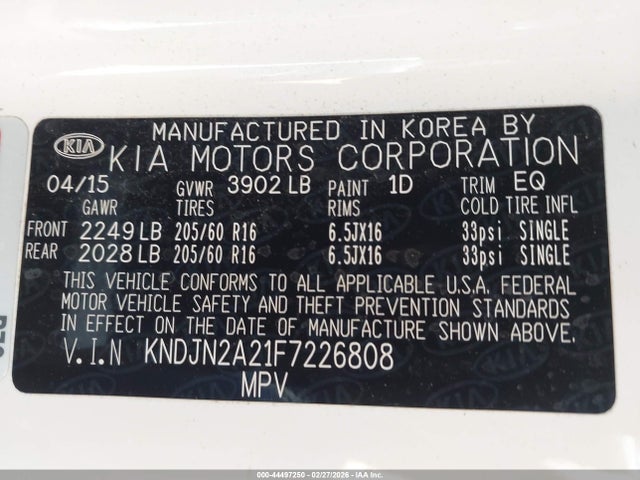 MANUFACTURED IN KOREA BY
KIA KIA MOTORS CORPORATION
04/15 GVWR 3902 LB PAINT 1D TRIM EQ
GAWR TIRES RIMS COLD TIRE INFL
FRONT 2249 LB 205/60 R16 6.5JX16 33psi SINGLE
REAR 2028 LB 205/60 R16 6.5JX16 33psi SINGLE
THIS VEHICLE CONFORMS TO ALL APPLICABLE U.S.A. FEDERAL
MOTOR VEHICLE SAFETY AND THEFT PREVENTION STANDARDS
IN EFFECT ON THE DATE OF MANUFACTURE SHOWN ABOVE.
V.I.N KNDJN2A21F7226808
MPV
000-44497250 - 02/27/2026 - IAA Inc.